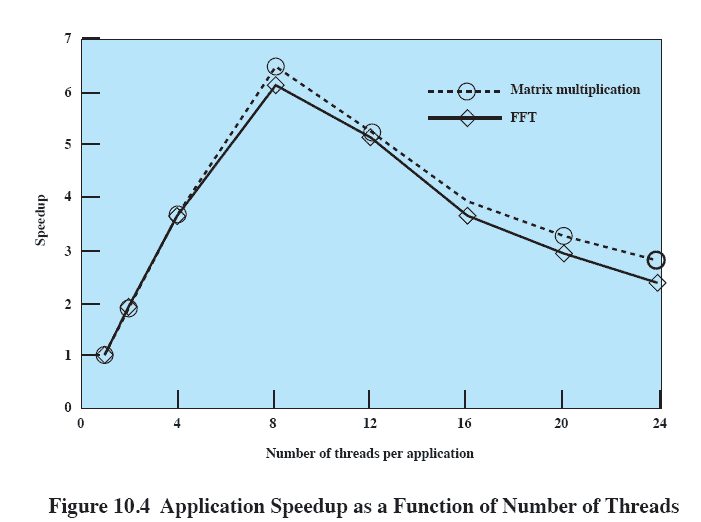 7
6
5
4
3
2
1
0
Speedup
Matrix multiplication
FFT
0 4 8 12 16 20 24
Number of threads per application
Figure 10.4 Application Speedup as a Function of Number of Threads